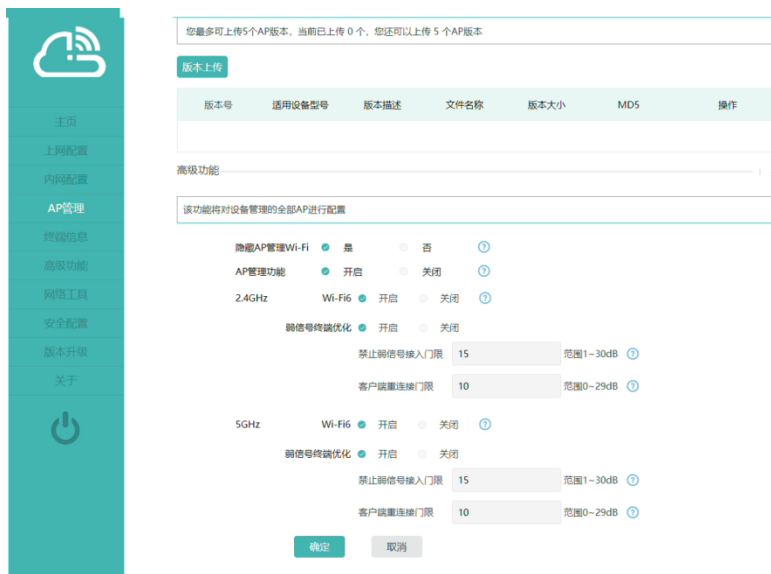 您最多可上传5个AP版本，当前已上传 0 个，您还可以上传 5 个AP版本
版本上传
版本号 适用设备型号 版本描述 文件名称 版本大小 MD5 操作
主页
上网配置
内网配置
AP管理
终端信息
高级功能
网络工具
安全配置
版本升级
关于
高级功能
该功能将对设备管理的全部AP进行配置
隐藏AP管理Wi-Fi 是 否 ?
AP管理功能 开启 关闭 ?
2.4GHz Wi-Fi6 开启 关闭 ?
弱信号终端优化 开启 关闭
禁止弱信号接入门限 15 范围1~30dB ?
客户端重连接门限 10 范围0~29dB ?
5GHz Wi-Fi6 开启 关闭 ?
弱信号终端优化 开启 关闭
禁止弱信号接入门限 15 范围1~30dB ?
客户端重连接门限 10 范围0~29dB ?
确定 取消